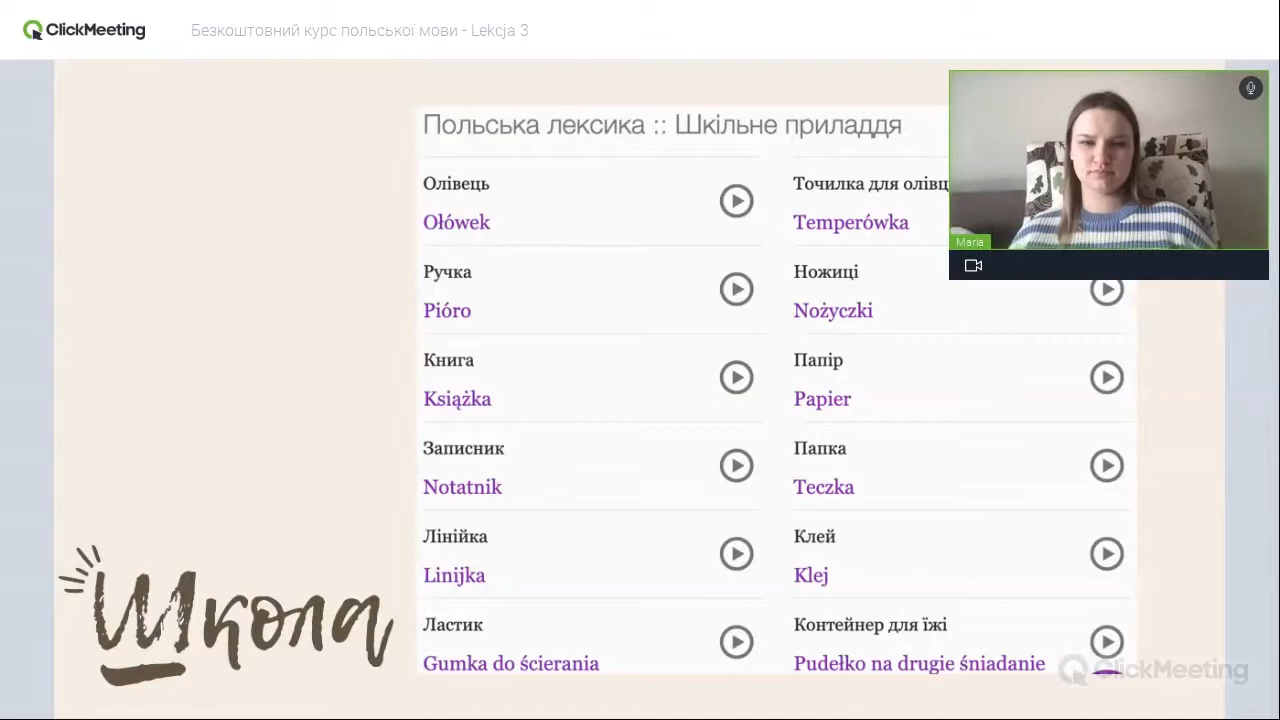 ClickMeeting
Безкоштовний курс польської мови - Lekcja 3
Польська лексика :: Шкільне приладдя
Олівець
Ołówek
Ручка
Pióro
Книга
Książka
Записник
Notatnik
Лінійка
Linijka
Ластик
Gumka do ścierania
Точилка для олівц
Temperówka
Ножиці
Nożyczki
Папір
Papier
Папка
Teczka
Клей
Klej
Контейнер для їжі
Pudełko na drugie śniadanie
Maria
Школа
ClickMeeting